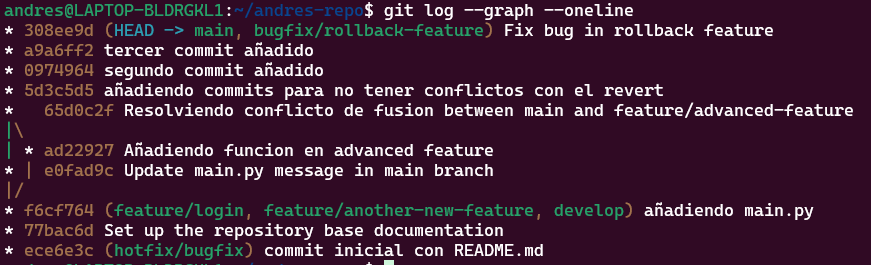 andres@LAPTOP-BLDRGKL1:~/andres-repo$ git log --graph --oneline
* 308ee9d (HEAD -> main, bugfix/rollback-feature) Fix bug in rollback feature
* a9a6ff2 tercer commit añadido
* 0974964 segundo commit añadido
* 5d3c5d5 añadiendo commits para no tener conflictos con el revert
*   65d0c2f Resolviendo conflicto de fusion between main and feature/advanced-feature
|\
| * ad22927 Añadiendo funcion en advanced feature
* | e0fad9c Update main.py message in main branch
|/
* f6cf764 (feature/login, feature/another-new-feature, develop) añadiendo main.py
* 77bac6d Set up the repository base documentation
* ece6e3c (hotfix/bugfix) commit inicial con README.md